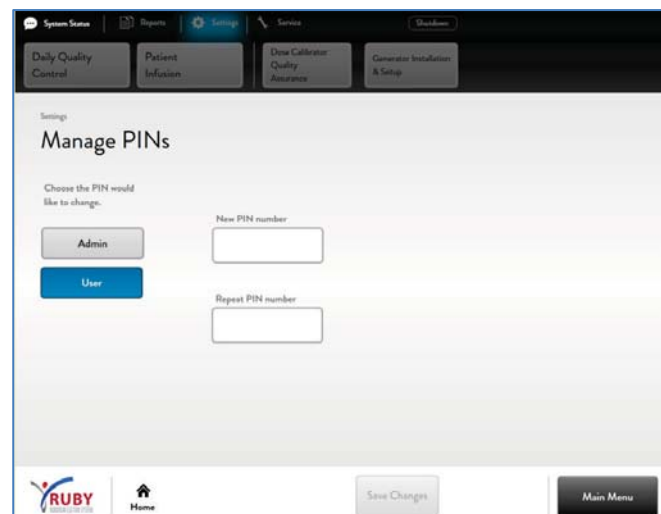 System Status Reports Settings Service Shutdown
Daily Quality Control
Patient Infusion
Dose Calibrator Quality Assurance
Generator Installation & Setup
Settings
Manage PINs
Choose the PIN would
like to change.
Admin
User
New PIN number
Repeat PIN number
RUBY
Home
Save Changes
Main Menu